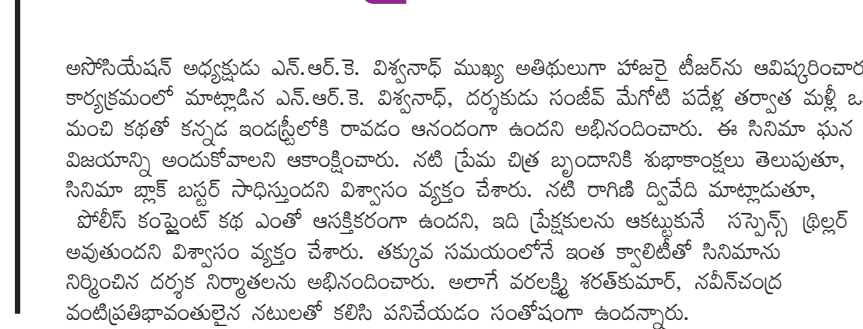 అసోసియేషన్ అధ్యక్షుడు ఎన్.ఆర్.కె. విశ్వనాధ్ ముఖ్య అతిథులుగా హాజరై టీజర్‌ను ఆవిష్కరించార
కార్యక్రమంలో మాట్లాడిన ఎన్.ఆర్.కె. విశ్వనాధ్, దర్శకుడు సంజీవ్ మేగోటి పదేళ్ల తర్వాత మళ్లీ ఒ
మంచి కథతో కన్నడ ఇండస్ట్రీలోకి రావడం ఆనందంగా ఉందని అభినందించారు. ఈ సినిమా ఘన
విజయాన్ని అందుకోవాలని ఆకాంక్షించారు. నటి ప్రేమ చిత్ర బృందానికి శుభాకాంక్షలు తెలుపుతూ,
సినిమా బ్లాక్ బస్టర్ సాధిస్తుందని విశ్వాసం వ్యక్తం చేశారు. నటి రాగిణి ద్వివేది మాట్లాడుతూ,
పోలీస్ కంప్లైంట్ కథ ఎంతో ఆసక్తికరంగా ఉందని, ఇది ప్రేక్షకులను ఆకట్టుకునే సస్పెన్స్ థ్రిల్లర్
అవుతుందని విశ్వాసం వ్యక్తం చేశారు. తక్కువ సమయంలోనే ఇంత క్వాలిటీతో సినిమాను
నిర్మించిన దర్శక నిర్మాతలను అభినందించారు. అలాగే వరలక్ష్మి శరత్‌కుమార్, నవీన్‌చంద్ర
వంటిప్రతిభావంతులైన నటులతో కలిసి పనిచేయడం సంతోషంగా ఉందన్నారు.